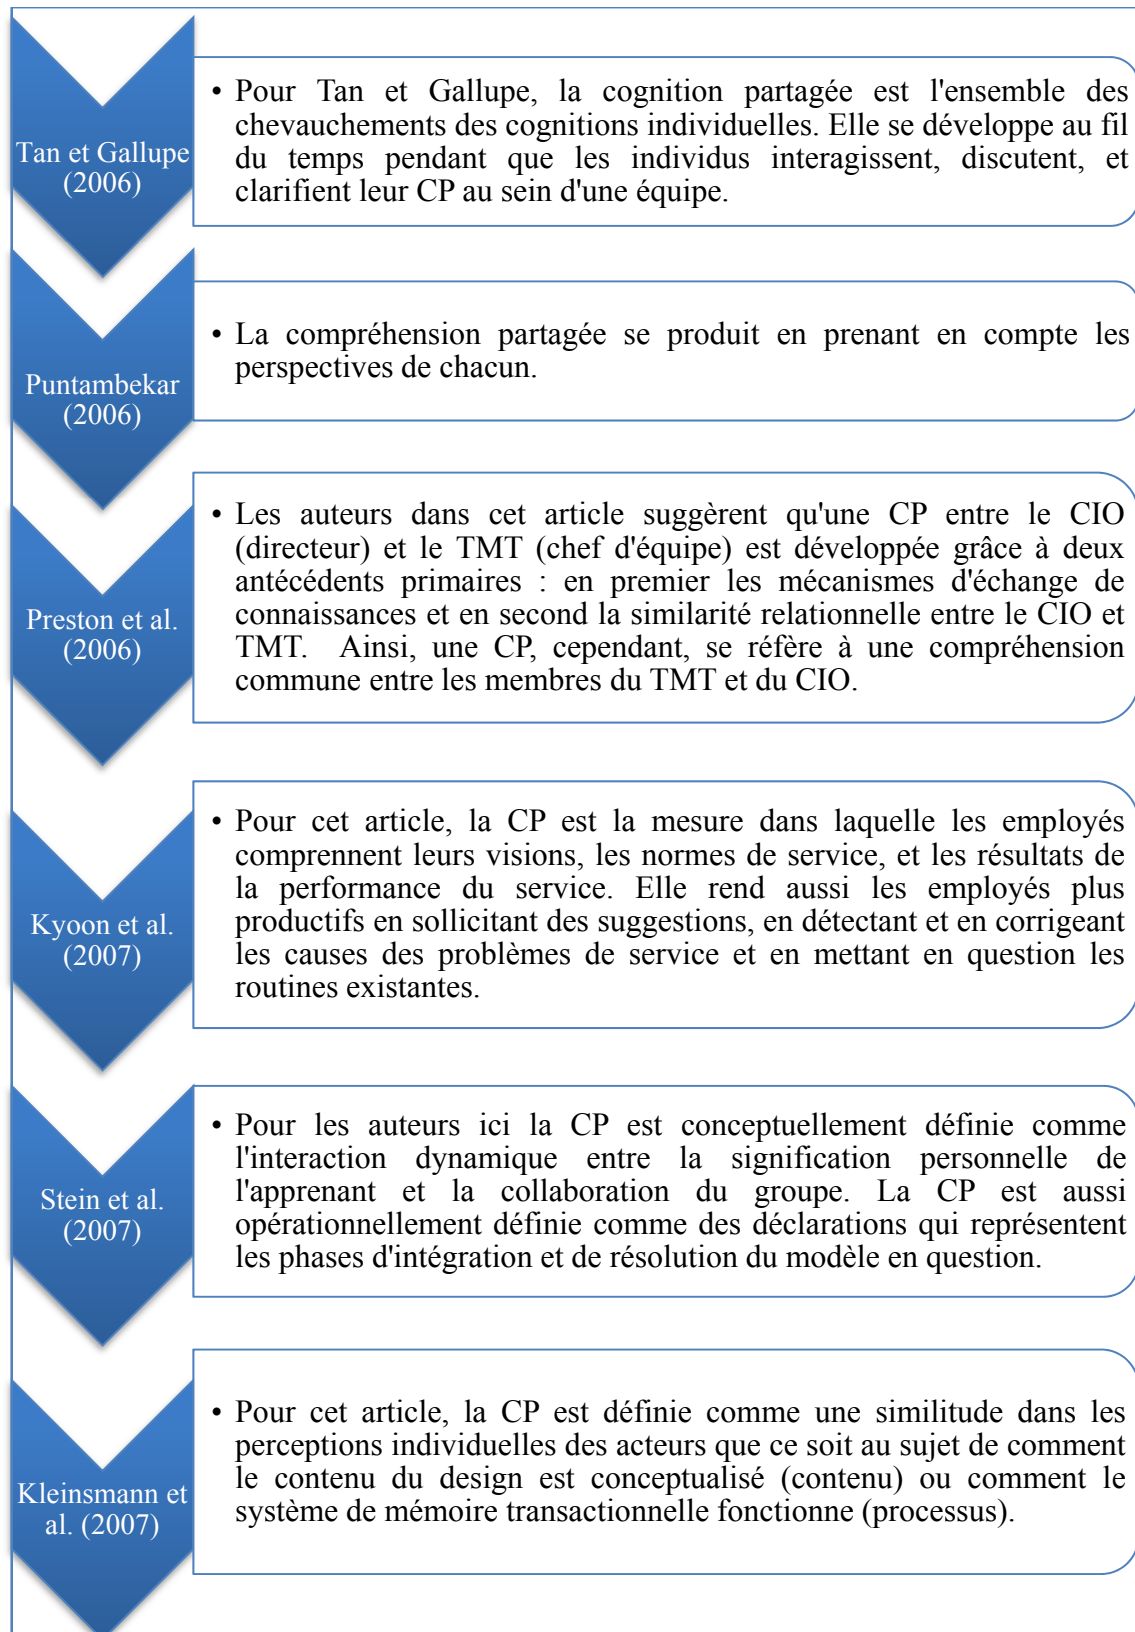 Tan et Gallupe
(2006)
• Pour Tan et Gallupe, la cognition partagée est l'ensemble des
chevauchements des cognitions individuelles. Elle se développe au fil
du temps pendant que les individus interagissent, discutent, et
clarifient leur CP au sein d'une équipe.
Puntambekar
(2006)
• La compréhension partagée se produit en prenant en compte les
perspectives de chacun.
Preston et al.
(2006)
• Les auteurs dans cet article suggèrent qu'une CP entre le CIO
(directeur) et le TMT (chef d'équipe) est développée grâce à deux
antécédents primaires : en premier les mécanismes d'échange de
connaissances et en second la similarité relationnelle entre le CIO et
TMT. Ainsi, une CP, cependant, se réfère à une compréhension
commune entre les membres du TMT et du CIO.
Kyoon et al.
(2007)
• Pour cet article, la CP est la mesure dans laquelle les employés
comprennent leurs visions, les normes de service, et les résultats de
la performance du service. Elle rend aussi les employés plus
productifs en sollicitant des suggestions, en détectant et en corrigeant
les causes des problèmes de service et en mettant en question les
routines existantes.
Stein et al.
(2007)
• Pour les auteurs ici la CP est conceptuellement définie comme
l'interaction dynamique entre la signification personnelle de
l'apprenant et la collaboration du groupe. La CP est aussi
opérationnellement définie comme des déclarations qui représentent
les phases d'intégration et de résolution du modèle en question.
Kleinsmann et
al. (2007)
• Pour cet article, la CP est définie comme une similitude dans les
perceptions individuelles des acteurs que ce soit au sujet de comment
le contenu du design est conceptualisé (contenu) ou comment le
système de mémoire transactionnelle fonctionne (processus).